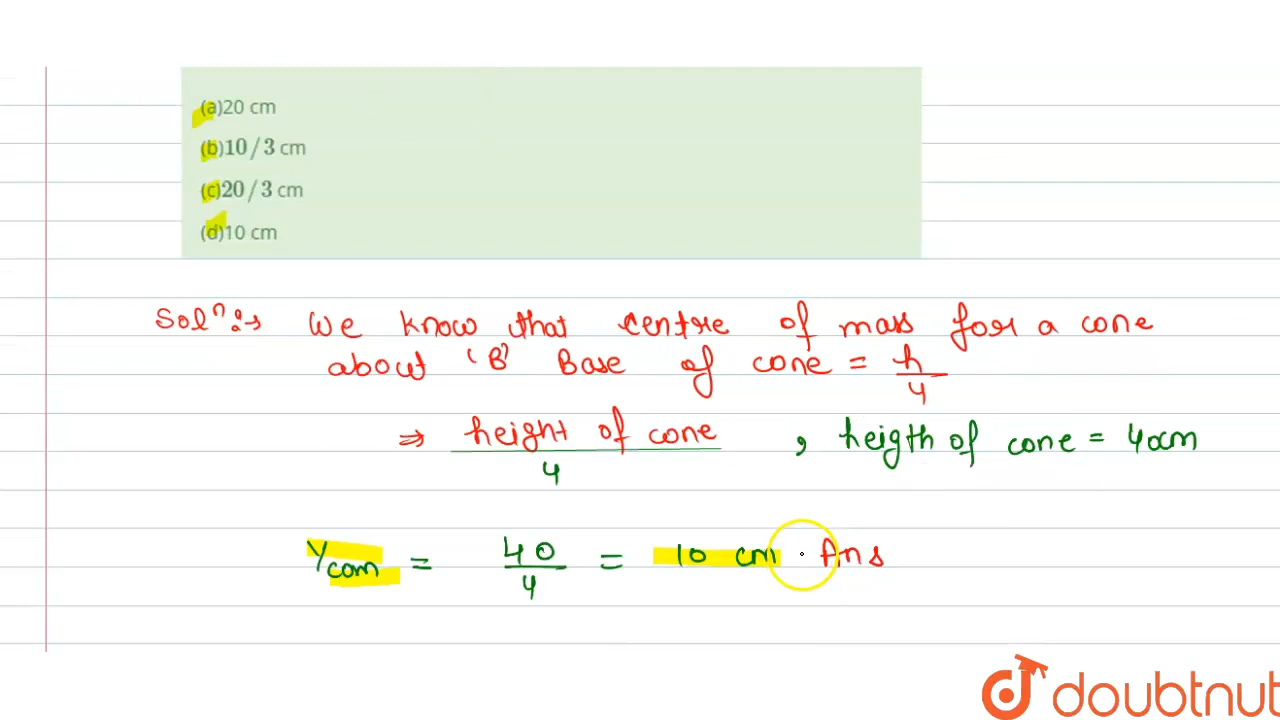 (a)20 cm
(b)10/3 cm
(c)20/3 cm
(d)10 cm
Solⁿ:→ We know that centre of mass for a cone
about 'B' Base of cone = h/4
⇒ height of cone/4 , heigth of cone = 40cm
Ycom = 40/4 = 10 cm . Ans
doubtnut